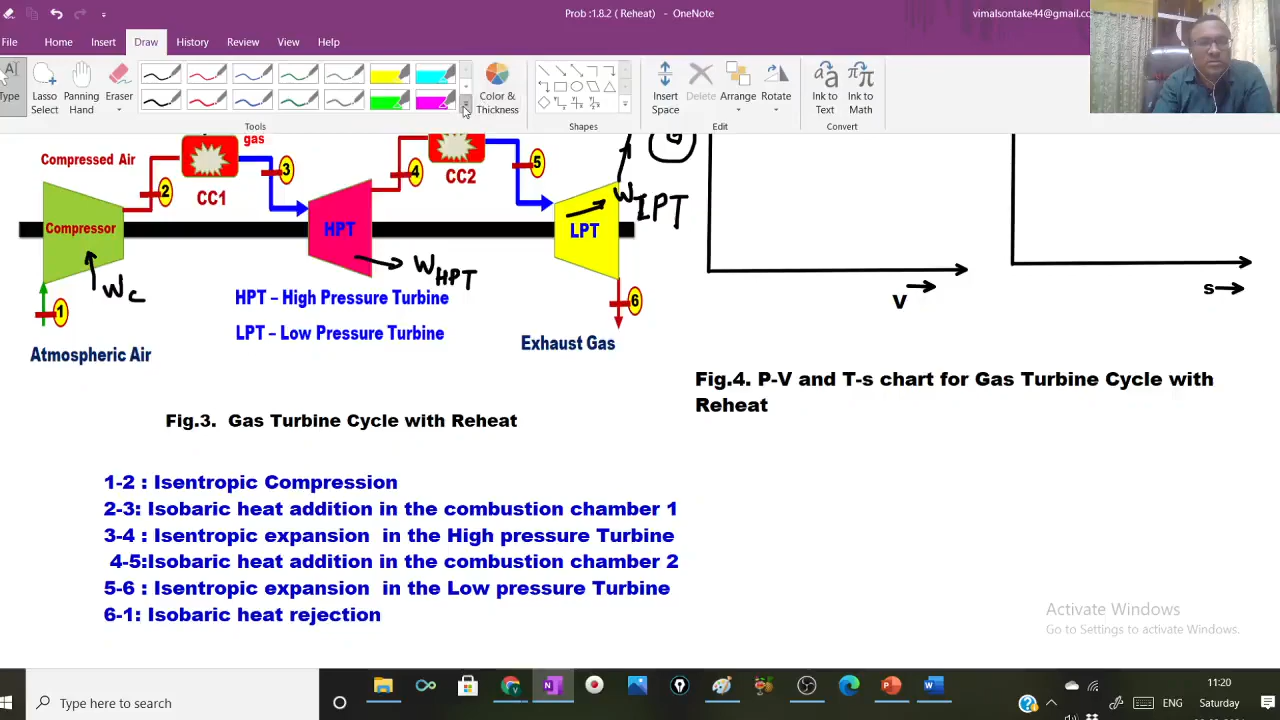 Prob :1.8.2 ( Reheat) - OneNote
vimalsontake44@gmail.co
File Home Insert Draw History Review View Help
Type
Lasso Select
Panning Hand
Eraser
Color & Thickness
Insert Space
Delete
Arrange
Rotate
Ink to Text
Ink to Math
Tools
Shapes
Edit
Convert
gas
Compressed Air
CC1
CC2
2
3
4
5
G
Compressor
HPT
LPT
WLPT
WHPT
Wc
1
6
HPT – High Pressure Turbine
LPT – Low Pressure Turbine
Atmospheric Air
Exhaust Gas
V
s
Fig.3. Gas Turbine Cycle with Reheat
Fig.4. P-V and T-s chart for Gas Turbine Cycle with
Reheat
1-2 : Isentropic Compression
2-3: Isobaric heat addition in the combustion chamber 1
3-4 : Isentropic expansion in the High pressure Turbine
4-5:Isobaric heat addition in the combustion chamber 2
5-6 : Isentropic expansion in the Low pressure Turbine
6-1: Isobaric heat rejection
Activate Windows
Go to Settings to activate Windows.
Type here to search
ENG
11:20
Saturday